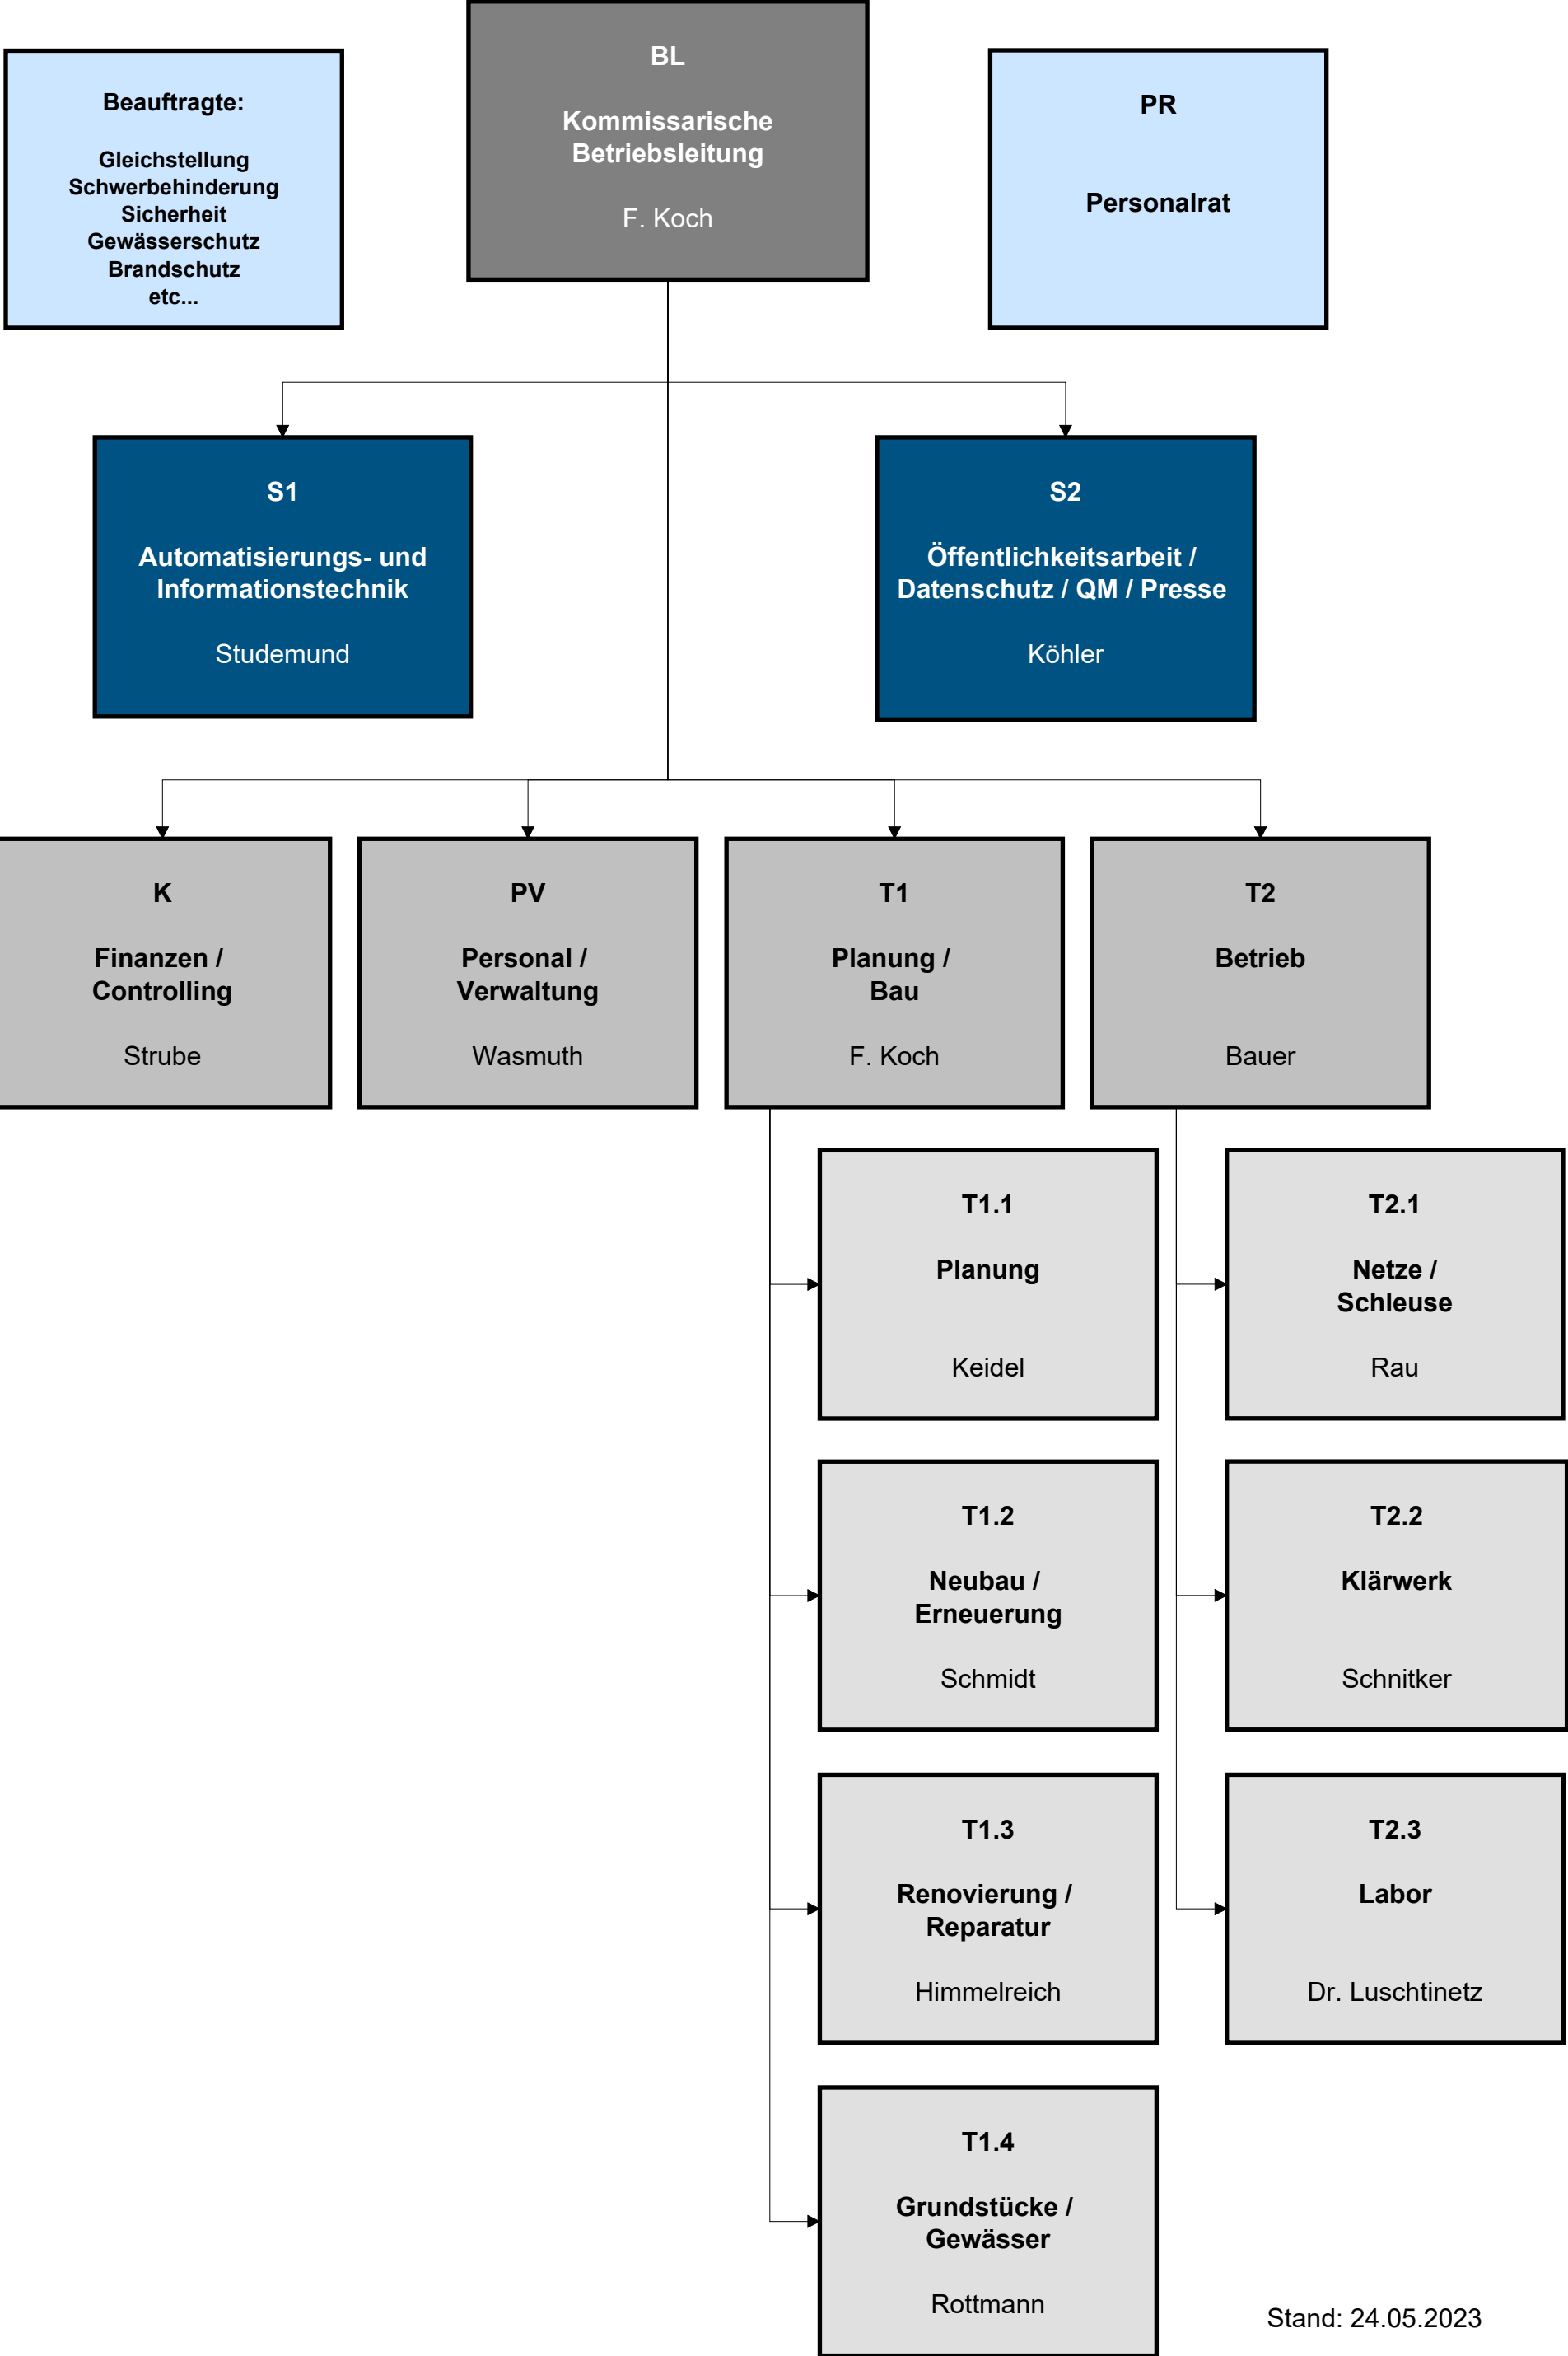 Beauftragte:
Gleichstellung
Schwerbehinderung
Sicherheit
Gewässerschutz
Brandschutz
etc...
BL
Kommissarische
Betriebsleitung
F. Koch
PR
Personalrat
S1
Automatisierungs- und
Informationstechnik
Studemund
S2
Öffentlichkeitsarbeit /
Datenschutz / QM / Presse
Köhler
K
Finanzen /
Controlling
Strube
PV
Personal /
Verwaltung
Wasmuth
T1
Planung /
Bau
F. Koch
T2
Betrieb
Bauer
T1.1
Planung
Keidel
T2.1
Netze /
Schleuse
Rau
T1.2
Neubau /
Erneuerung
Schmidt
T2.2
Klärwerk
Schnitker
T1.3
Renovierung /
Reparatur
Himmelreich
T2.3
Labor
Dr. Luschtinetz
T1.4
Grundstücke /
Gewässer
Rottmann
Stand: 24.05.2023